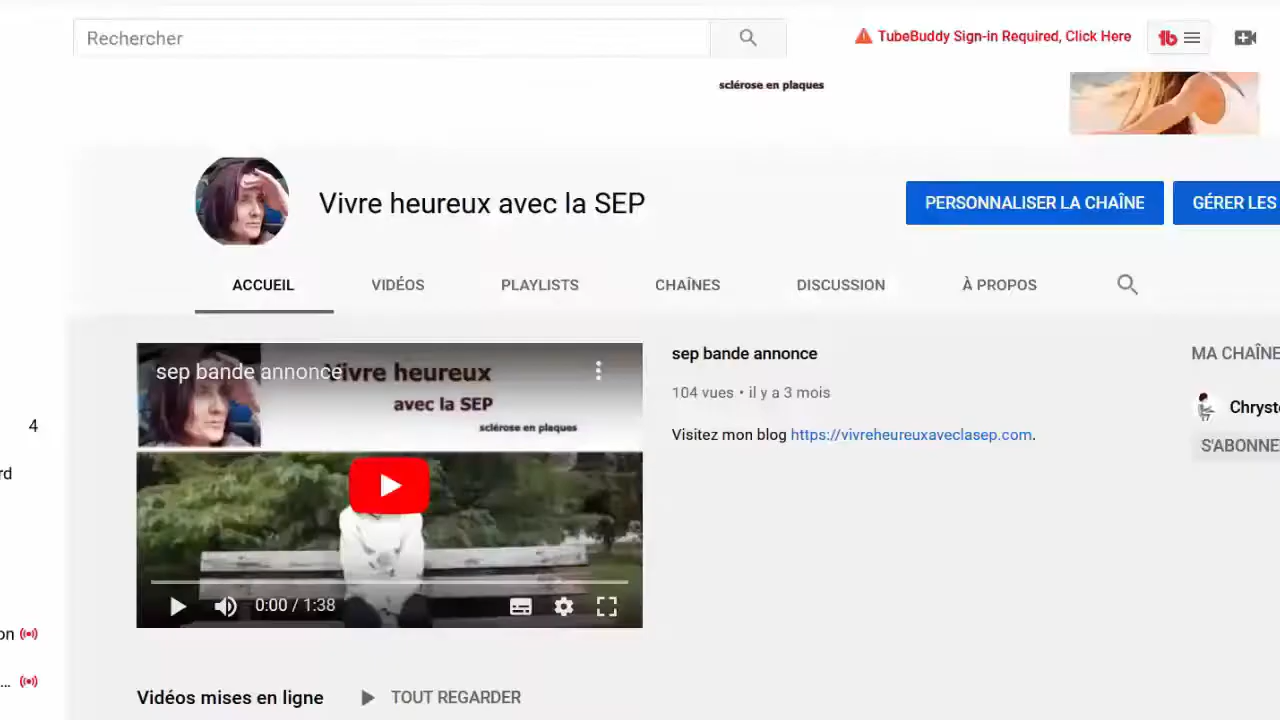 Rechercher
TubeBuddy Sign-in Required, Click Here
sclérose en plaques
Vivre heureux avec la SEP
PERSONNALISER LA CHAÎNE
GÉRER LES
ACCUEIL
VIDÉOS
PLAYLISTS
CHAÎNES
DISCUSSION
À PROPOS
sep bande annonce
Vivre heureux
avec la SEP
sclérose en plaques
0:00 / 1:38
sep bande annonce
104 vues • il y a 3 mois
Visitez mon blog https://vivreheureuxaveclasep.com.
MA CHAÎNE
Chryst
S'ABONNE
4
rd
on
...
Vidéos mises en ligne
TOUT REGARDER